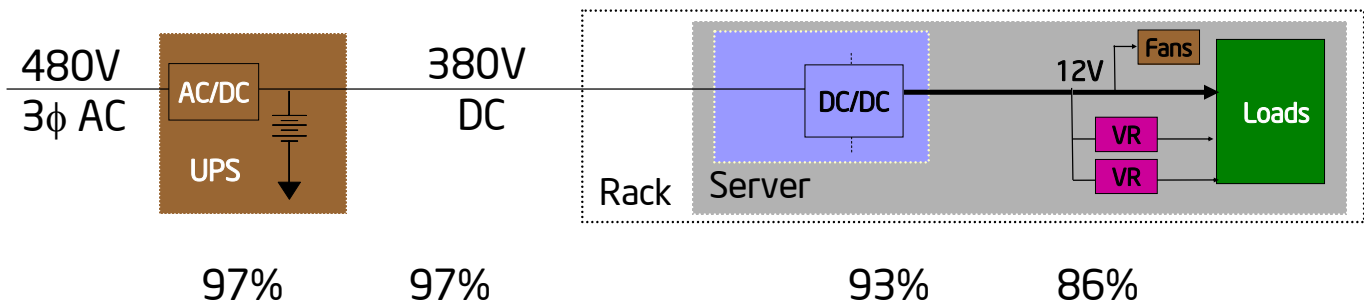 480V
3ϕ AC
AC/DC
UPS
380V
DC
Rack
Server
DC/DC
12V
Fans
VR
VR
Loads
97%
97%
93%
86%